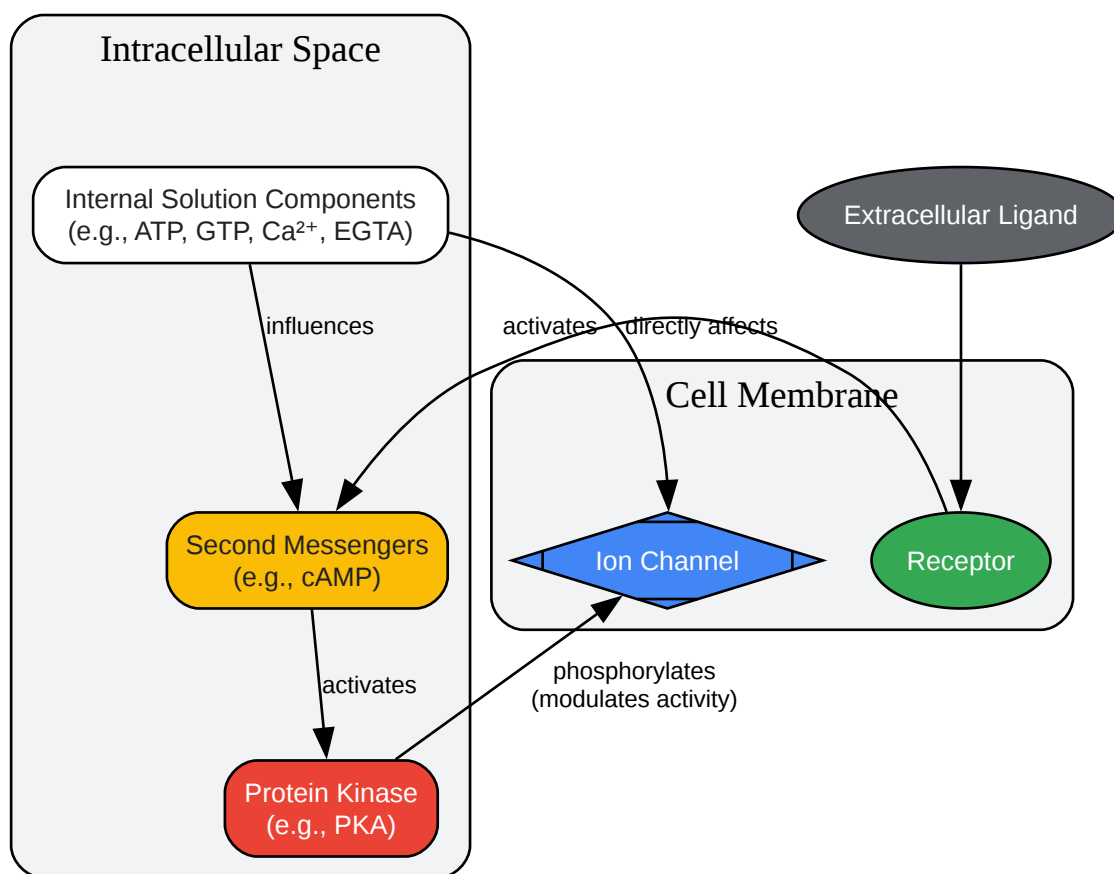 Intracellular Space
Internal Solution Components
(e.g., ATP, GTP, Ca²⁺, EGTA)
Extracellular Ligand
influences
activates
directly affects
Cell Membrane
Second Messengers
(e.g., cAMP)
Ion Channel
Receptor
activates
phosphorylates
(modulates activity)
Protein Kinase
(e.g., PKA)